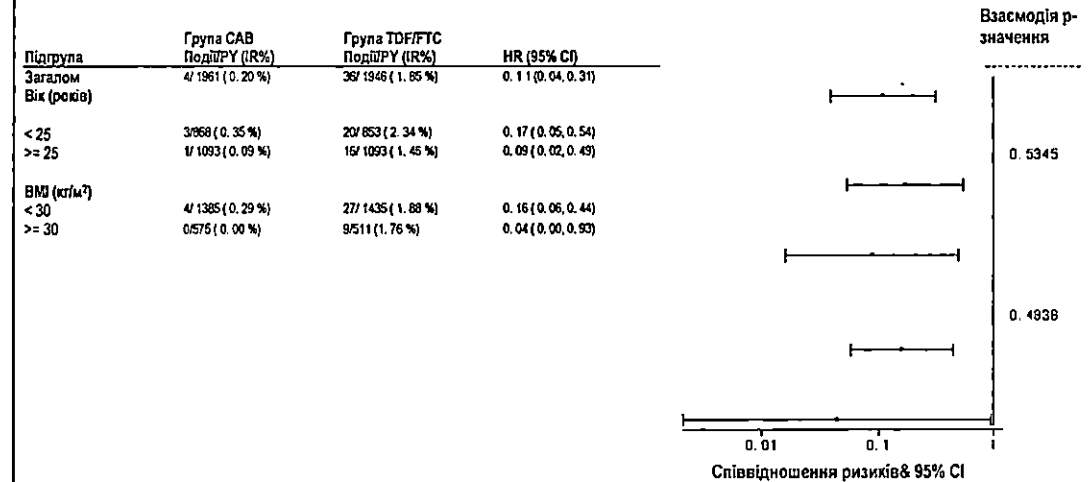 Взаємодія p-
значення
Група CAB Група TDF/FTC
Підгрупа Події/PY (IR%) Події/PY (IR%) HR (95% CI)
Загалом 4/ 1961 ( 0. 20 %) 36/ 1946 ( 1. 85 %) 0. 1 1 (0. 04, 0. 31)
Вік (років)
< 25 3/868 ( 0. 35 %) 20/ 853 ( 2. 34 %) 0. 17 ( 0. 05, 0. 54)
>= 25 1/ 1093 ( 0. 09 %) 16/ 1093 ( 1. 46 %) 0. 09 ( 0. 02, 0. 49)
0. 5345
BMI (кг/м²)
< 30 4/ 1385 ( 0. 29 %) 27/ 1435 ( 1. 88 %) 0. 16 ( 0. 06, 0. 44)
>= 30 0/575 ( 0. 00 %) 9/511 ( 1. 76 %) 0. 04 ( 0. 00, 0. 93)
0. 4938
0. 01 0. 1 1
Співвідношення ризиків& 95% CI